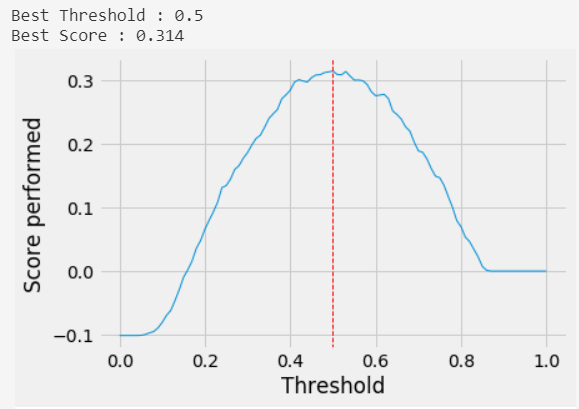 Best Threshold : 0.5
Best Score : 0.314
0.3
0.2
0.1
0.0
−0.1
Score performed
0.0 0.2 0.4 0.6 0.8 1.0
Threshold